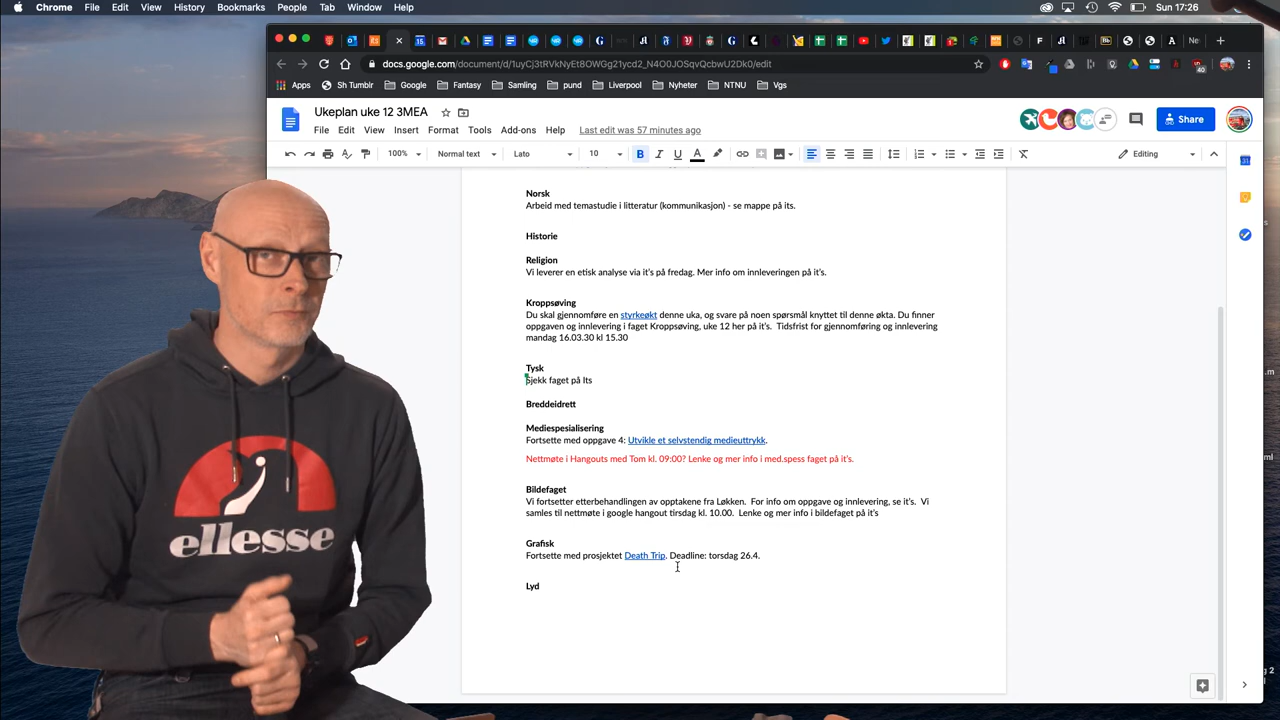 Chrome File Edit View History Bookmarks People Tab Window Help Sun 17:26
docs.google.com/document/d/1uyCj3tRVkNyEt8OWGg21ycd2_N4O0JOSqvQcbwU2Dk0/edit
Apps Sh Tumblr Google Fantasy Samling pund Liverpool Nyheter NTNU Vgs
Ukeplan uke 12 3MEA
File Edit View Insert Format Tools Add-ons Help Last edit was 57 minutes ago
Share
100% Normal text Lato 10 B I U A Editing
Norsk
Arbeid med temastudie i litteratur (kommunikasjon) - se mappe på its.
Historie
Religion
Vi leverer en etisk analyse via it's på fredag. Mer info om innleveringen på it's.
Kroppsøving
Du skal gjennomføre en styrkeøkt denne uka, og svare på noen spørsmål knyttet til denne økta. Du finner
oppgaven og innlevering i faget Kroppsøving, uke 12 her på it's. Tidsfrist for gjennomføring og innlevering
mandag 16.03.30 kl 15.30
Tysk
Sjekk faget på Its
Breddeidrett
Mediespesialisering
Fortsette med oppgave 4: Utvikle et selvstendig medieuttrykk.
Nettmøte i Hangouts med Tom kl. 09:00? Lenke og mer info i med.spess faget på it's.
Bildefaget
Vi fortsetter etterbehandlingen av opptakene fra Løkken. For info om oppgave og innlevering, se it's. Vi
samles til nettmøte i google hangout tirsdag kl. 10.00. Lenke og mer info i bildefaget på it's
Grafisk
Fortsette med prosjektet Death Trip. Deadline: torsdag 26.4.
Lyd
ellesse